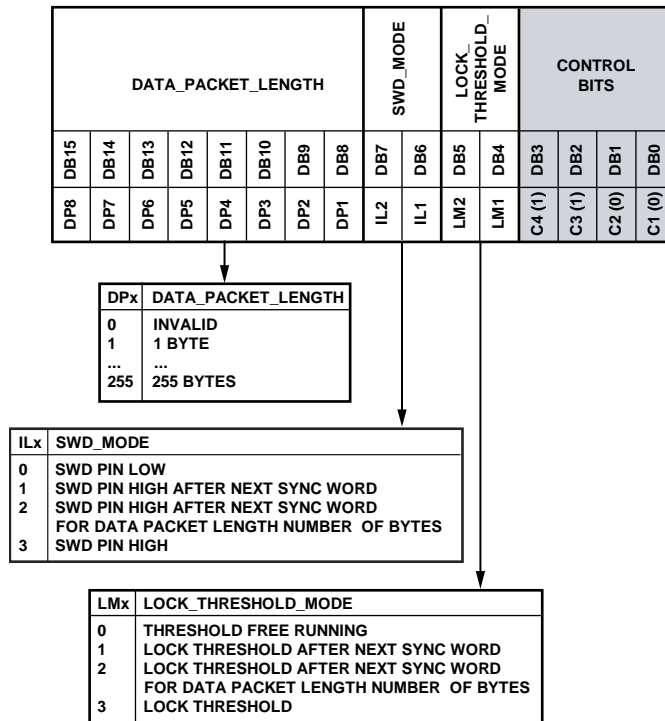 DATA_PACKET_LENGTH
SWD_MODE
LOCK_
THRESHOLD_
MODE
CONTROL
BITS
DB15 DB14 DB13 DB12 DB11 DB10 DB9 DB8 DB7 DB6 DB5 DB4 DB3 DB2 DB1 DB0
DP8 DP7 DP6 DP5 DP4 DP3 DP2 DP1 IL2 IL1 LM2 LM1 C4 (1) C3 (1) C2 (0) C1 (0)
DPx DATA_PACKET_LENGTH
0 INVALID
1 1 BYTE
... ...
255 255 BYTES
ILx SWD_MODE
0 SWD PIN LOW
1 SWD PIN HIGH AFTER NEXT SYNC WORD
2 SWD PIN HIGH AFTER NEXT SYNC WORD
FOR DATA PACKET LENGTH NUMBER OF BYTES
3 SWD PIN HIGH
LMx LOCK_THRESHOLD_MODE
0 THRESHOLD FREE RUNNING
1 LOCK THRESHOLD AFTER NEXT SYNC WORD
2 LOCK THRESHOLD AFTER NEXT SYNC WORD
FOR DATA PACKET LENGTH NUMBER OF BYTES
3 LOCK THRESHOLD